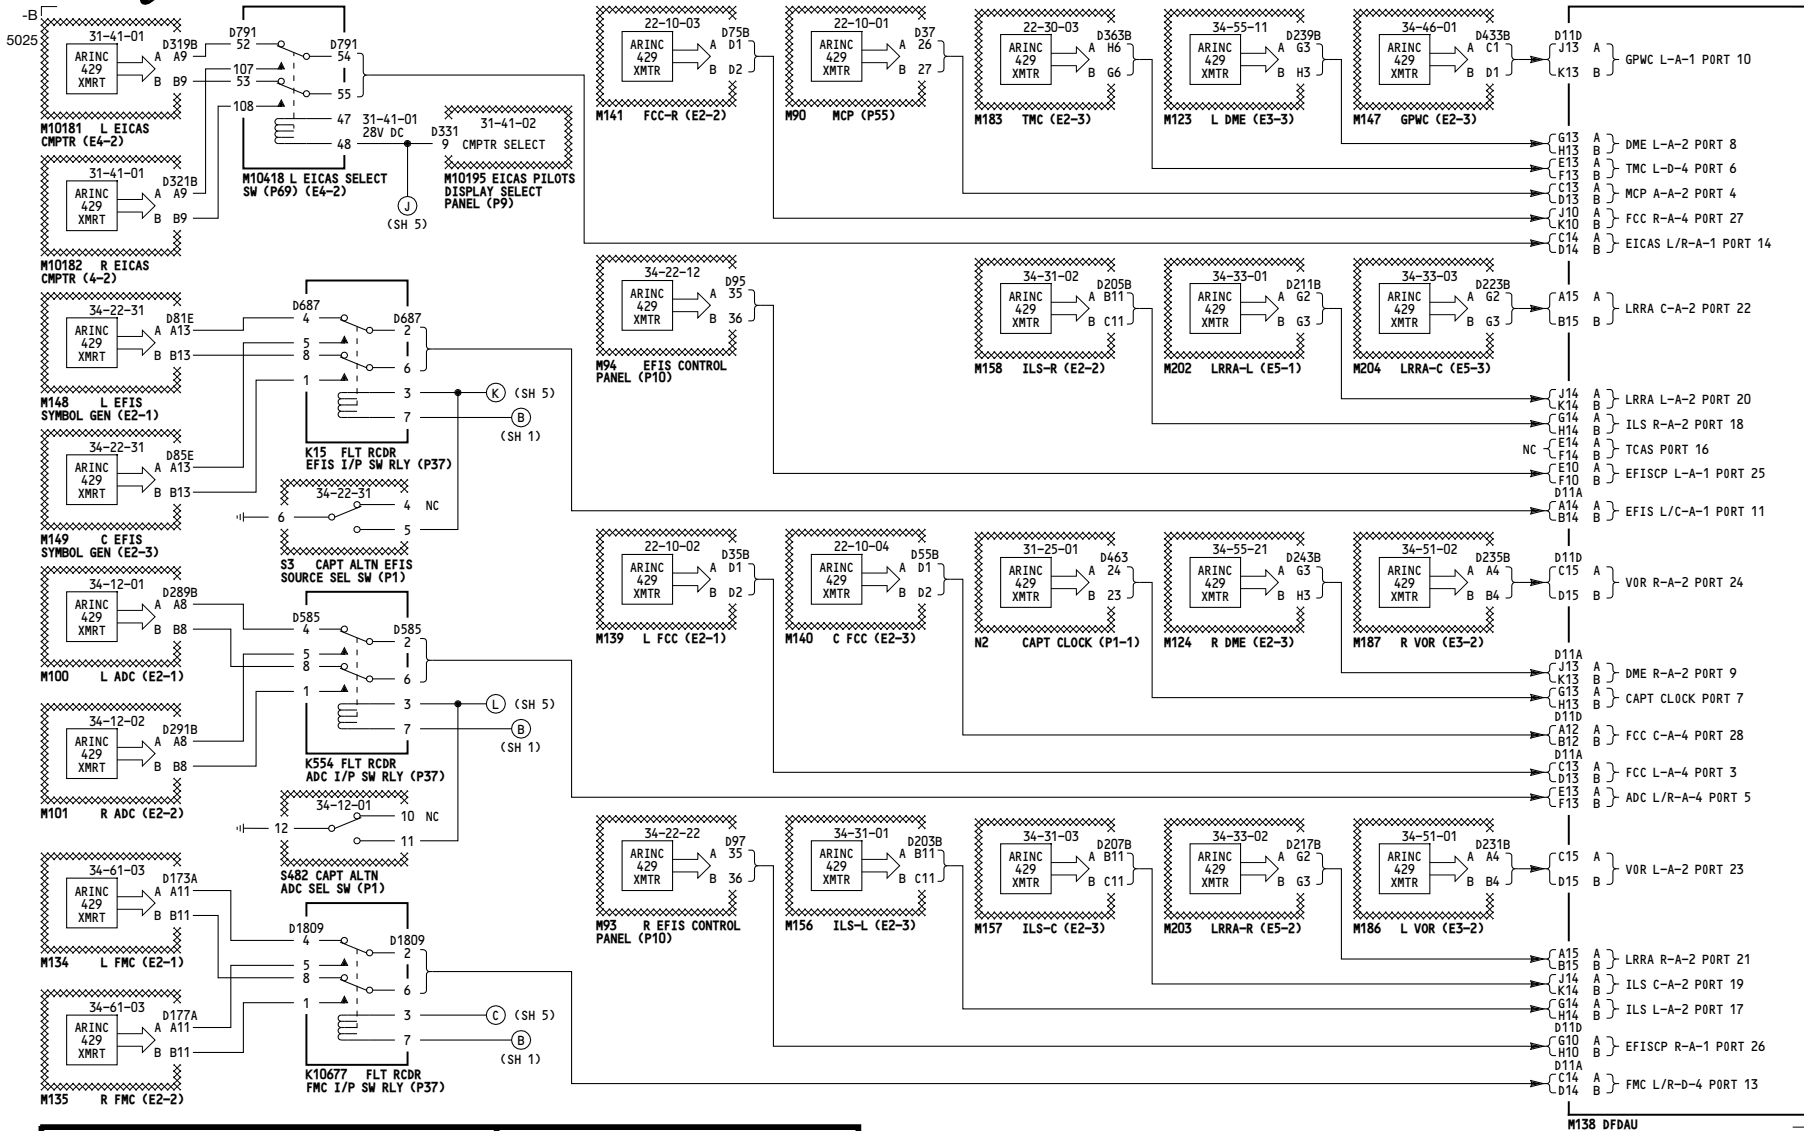 -B
5025
31-41-01
ARINC
429
XMTR
D319B
A A9
B B9
M10181 L EICAS
CMPTR (E4-2)
31-41-01
ARINC
429
XMRT
D321B
A A9
B B9
M10182 R EICAS
CMPTR (4-2)
D791
52
107
53
108
D791
54
55
47
48
31-41-01
28V DC
M10418 L EICAS SELECT
SW (P69) (E4-2)
J
(SH 5)
D331
9
31-41-02
CMPTR SELECT
M10195 EICAS PILOTS
DISPLAY SELECT
PANEL (P9)
34-22-31
ARINC
429
XMRT
D81E
A A13
B B13
M148 L EFIS
SYMBOL GEN (E2-1)
34-22-31
ARINC
429
XMRT
D85E
A A13
B B13
M149 C EFIS
SYMBOL GEN (E2-3)
D687
4
5
8
1
D687
2
6
3
7
K (SH 5)
B
(SH 1)
K15 FLT RCDR
EFIS I/P SW RLY (P37)
34-22-31
6
4 NC
5
S3 CAPT ALTN EFIS
SOURCE SEL SW (P1)
34-12-01
ARINC
429
XMRT
D289B
A A8
B B8
M100 L ADC (E2-1)
34-12-02
ARINC
429
XMRT
D291B
A A8
B B8
M101 R ADC (E2-2)
D585
4
5
8
1
D585
2
6
3
7
L (SH 5)
B
(SH 1)
K554 FLT RCDR
ADC I/P SW RLY (P37)
34-12-01
12
10 NC
11
S482 CAPT ALTN
ADC SEL SW (P1)
34-61-03
ARINC
429
XMRT
D173A
A A11
B B11
M134 L FMC (E2-1)
34-61-03
ARINC
429
XMRT
D177A
A A11
B B11
M135 R FMC (E2-2)
D1809
4
5
8
1
D1809
2
6
3
7
C (SH 5)
B
(SH 1)
K10677 FLT RCDR
FMC I/P SW RLY (P37)
22-10-03
ARINC
429
XMTR
D75B
A D1
B D2
M141 FCC-R (E2-2)
22-10-01
ARINC
429
XMTR
D37
A 26
B 27
M90 MCP (P55)
22-30-03
ARINC
429
XMTR
D363B
A H6
B G6
M183 TMC (E2-3)
34-55-11
ARINC
429
XMTR
D239B
A G3
B H3
M123 L DME (E3-3)
34-46-01
ARINC
429
XMTR
D433B
A C1
B D1
M147 GPWC (E2-3)
34-22-12
ARINC
429
XMTR
D95
A 35
B 36
M94 EFIS CONTROL
PANEL (P10)
34-31-02
ARINC
429
XMTR
D205B
A B11
B C11
M158 ILS-R (E2-2)
34-33-01
ARINC
429
XMTR
D211B
A G2
B G3
M202 LRRA-L (E5-1)
34-33-03
ARINC
429
XMTR
D223B
A G2
B G3
M204 LRRA-C (E5-3)
22-10-02
ARINC
429
XMTR
D35B
A D1
B D2
M139 L FCC (E2-1)
22-10-04
ARINC
429
XMTR
D55B
A D1
B D2
M140 C FCC (E2-3)
31-25-01
ARINC
429
XMTR
D463
A 24
B 23
N2 CAPT CLOCK (P1-1)
34-55-21
ARINC
429
XMTR
D243B
A G3
B H3
M124 R DME (E2-3)
34-51-02
ARINC
429
XMTR
D235B
A A4
B B4
M187 R VOR (E3-2)
34-22-22
ARINC
429
XMTR
D97
A 35
B 36
M93 R EFIS CONTROL
PANEL (P10)
34-31-01
ARINC
429
XMTR
D203B
A B11
B C11
M156 ILS-L (E2-3)
34-31-03
ARINC
429
XMTR
D207B
A B11
B C11
M157 ILS-C (E2-3)
34-33-02
ARINC
429
XMTR
D217B
A G2
B G3
M203 LRRA-R (E5-2)
34-51-01
ARINC
429
XMTR
D231B
A A4
B B4
M186 L VOR (E3-2)
D11D
J13 A
K13 B
GPWC L-A-1 PORT 10
G13 A
H13 B
DME L-A-2 PORT 8
E13 A
F13 B
TMC L-D-4 PORT 6
C13 A
D13 B
MCP A-A-2 PORT 4
J10 A
K10 B
FCC R-A-4 PORT 27
C14 A
D14 B
EICAS L/R-A-1 PORT 14
A15 A
B15 B
LRRA C-A-2 PORT 22
J14 A
K14 B
LRRA L-A-2 PORT 20
G14 A
H14 B
ILS R-A-2 PORT 18
NC
E14 A
F14 B
TCAS PORT 16
E10 A
F10 B
EFISCP L-A-1 PORT 25
D11A
A14 A
B14 B
EFIS L/C-A-1 PORT 11
D11D
C15 A
D15 B
VOR R-A-2 PORT 24
D11A
J13 A
K13 B
DME R-A-2 PORT 9
G13 A
H13 B
CAPT CLOCK PORT 7
D11D
A12 A
B12 B
FCC C-A-4 PORT 28
D11A
C13 A
D13 B
FCC L-A-4 PORT 3
E13 A
F13 B
ADC L/R-A-4 PORT 5
C15 A
D15 B
VOR L-A-2 PORT 23
A15 A
B15 B
LRRA R-A-2 PORT 21
J14 A
K14 B
ILS C-A-2 PORT 19
G14 A
H14 B
ILS L-A-2 PORT 17
D11D
G10 A
H10 B
EFISCP R-A-1 PORT 26
D11A
C14 A
D14 B
FMC L/R-D-4 PORT 13
M138 DFDAU